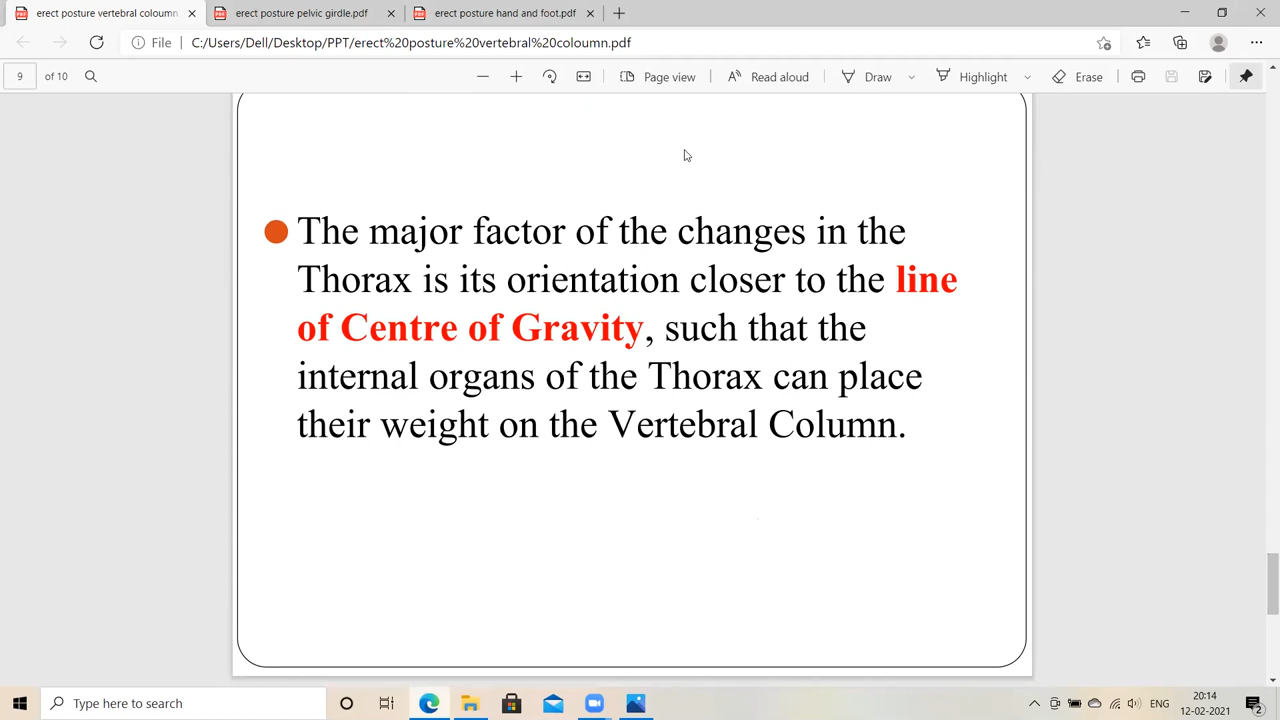 erect posture vertebral coloumn
erect posture pelvic girdle.pdf
erect posture hand and foot.pdf
File
C:/Users/Dell/Desktop/PPT/erect%20posture%20vertebral%20coloumn.pdf
9 of 10
Page view
Read aloud
Draw
Highlight
Erase
The major factor of the changes in the
Thorax is its orientation closer to the line
of Centre of Gravity, such that the
internal organs of the Thorax can place
their weight on the Vertebral Column.
Type here to search
ENG
20:14
12-02-2021
2